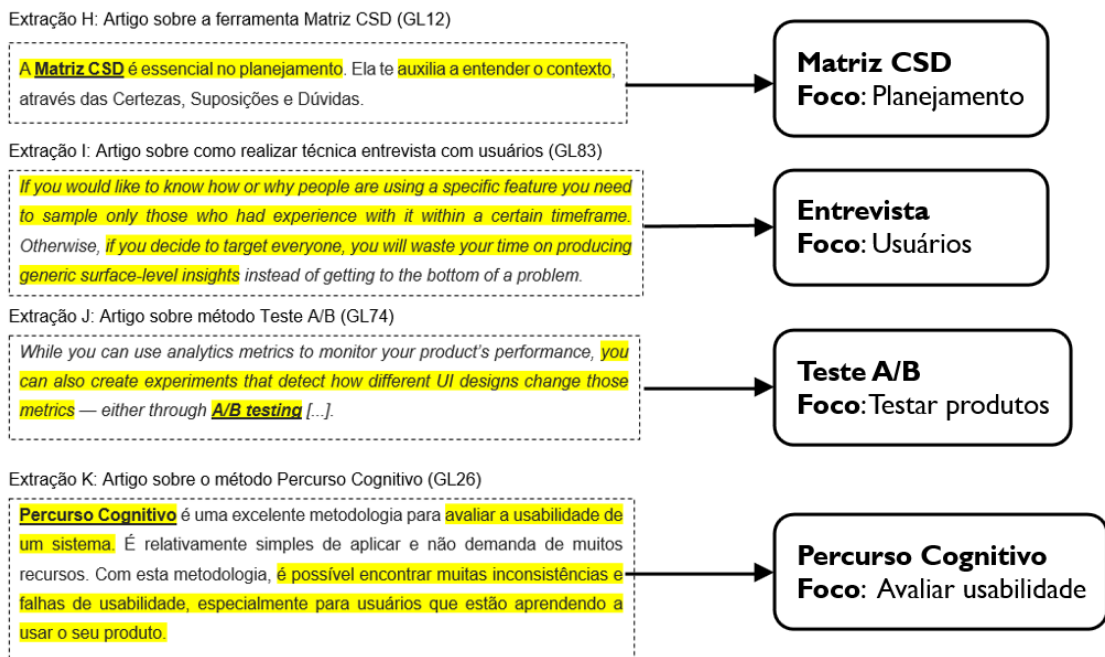 Extração H: Artigo sobre a ferramenta Matriz CSD (GL12)
A Matriz CSD é essencial no planejamento. Ela te auxilia a entender o contexto,
através das Certezas, Suposições e Dúvidas.
Matriz CSD
Foco: Planejamento
Extração I: Artigo sobre como realizar técnica entrevista com usuários (GL83)
If you would like to know how or why people are using a specific feature you need
to sample only those who had experience with it within a certain timeframe.
Otherwise, if you decide to target everyone, you will waste your time on producing
generic surface-level insights instead of getting to the bottom of a problem.
Entrevista
Foco: Usuários
Extração J: Artigo sobre método Teste A/B (GL74)
While you can use analytics metrics to monitor your product's performance, you
can also create experiments that detect how different UI designs change those
metrics — either through A/B testing [...].
Teste A/B
Foco: Testar produtos
Extração K: Artigo sobre o método Percurso Cognitivo (GL26)
Percurso Cognitivo é uma excelente metodologia para avaliar a usabilidade de
um sistema. É relativamente simples de aplicar e não demanda de muitos
recursos. Com esta metodologia, é possível encontrar muitas inconsistências e
falhas de usabilidade, especialmente para usuários que estão aprendendo a
usar o seu produto.
Percurso Cognitivo
Foco: Avaliar usabilidade